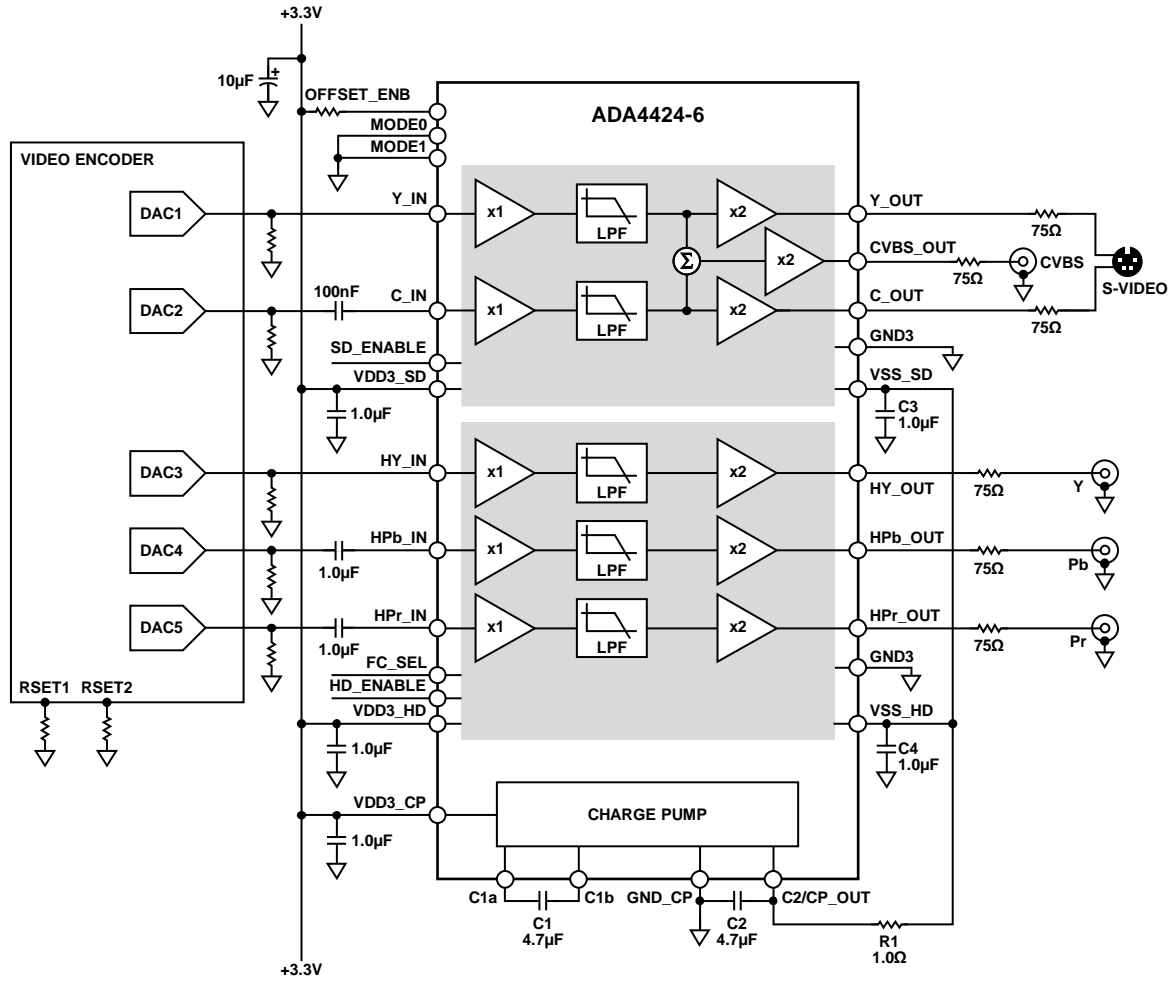 +3.3V
10µF
+
OFFSET_ENB
MODE0
MODE1
ADA4424-6
VIDEO ENCODER
DAC1
Y_IN
x1
LPF
x2
Y_OUT
75Ω
Σ
x2
CVBS_OUT
75Ω
CVBS
S-VIDEO
DAC2
100nF
C_IN
x1
LPF
x2
C_OUT
75Ω
SD_ENABLE
GND3
VDD3_SD
1.0µF
VSS_SD
C3
1.0µF
DAC3
HY_IN
x1
LPF
x2
HY_OUT
75Ω
Y
DAC4
1.0µF
HPb_IN
x1
LPF
x2
HPb_OUT
75Ω
Pb
DAC5
1.0µF
HPr_IN
x1
LPF
x2
HPr_OUT
75Ω
Pr
FC_SEL
GND3
HD_ENABLE
RSET1 RSET2
VDD3_HD
1.0µF
VSS_HD
C4
1.0µF
VDD3_CP
1.0µF
CHARGE PUMP
C1a
C1b
C1
4.7µF
GND_CP
C2/CP_OUT
C2
4.7µF
R1
1.0Ω
+3.3V